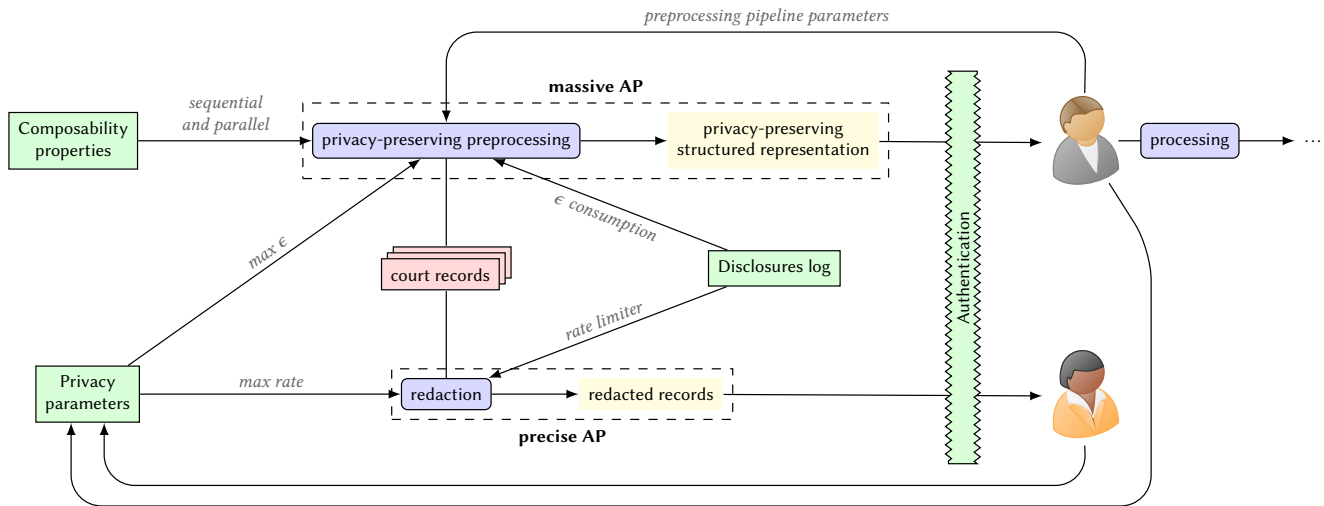 preprocessing pipeline parameters
massive AP
sequential
and parallel
Composability
properties
privacy-preserving preprocessing
privacy-preserving
structured representation
processing
...
ϵ consumption
max ϵ
court records
Disclosures log
Authentication
rate limiter
Privacy
parameters
max rate
redaction
redacted records
precise AP